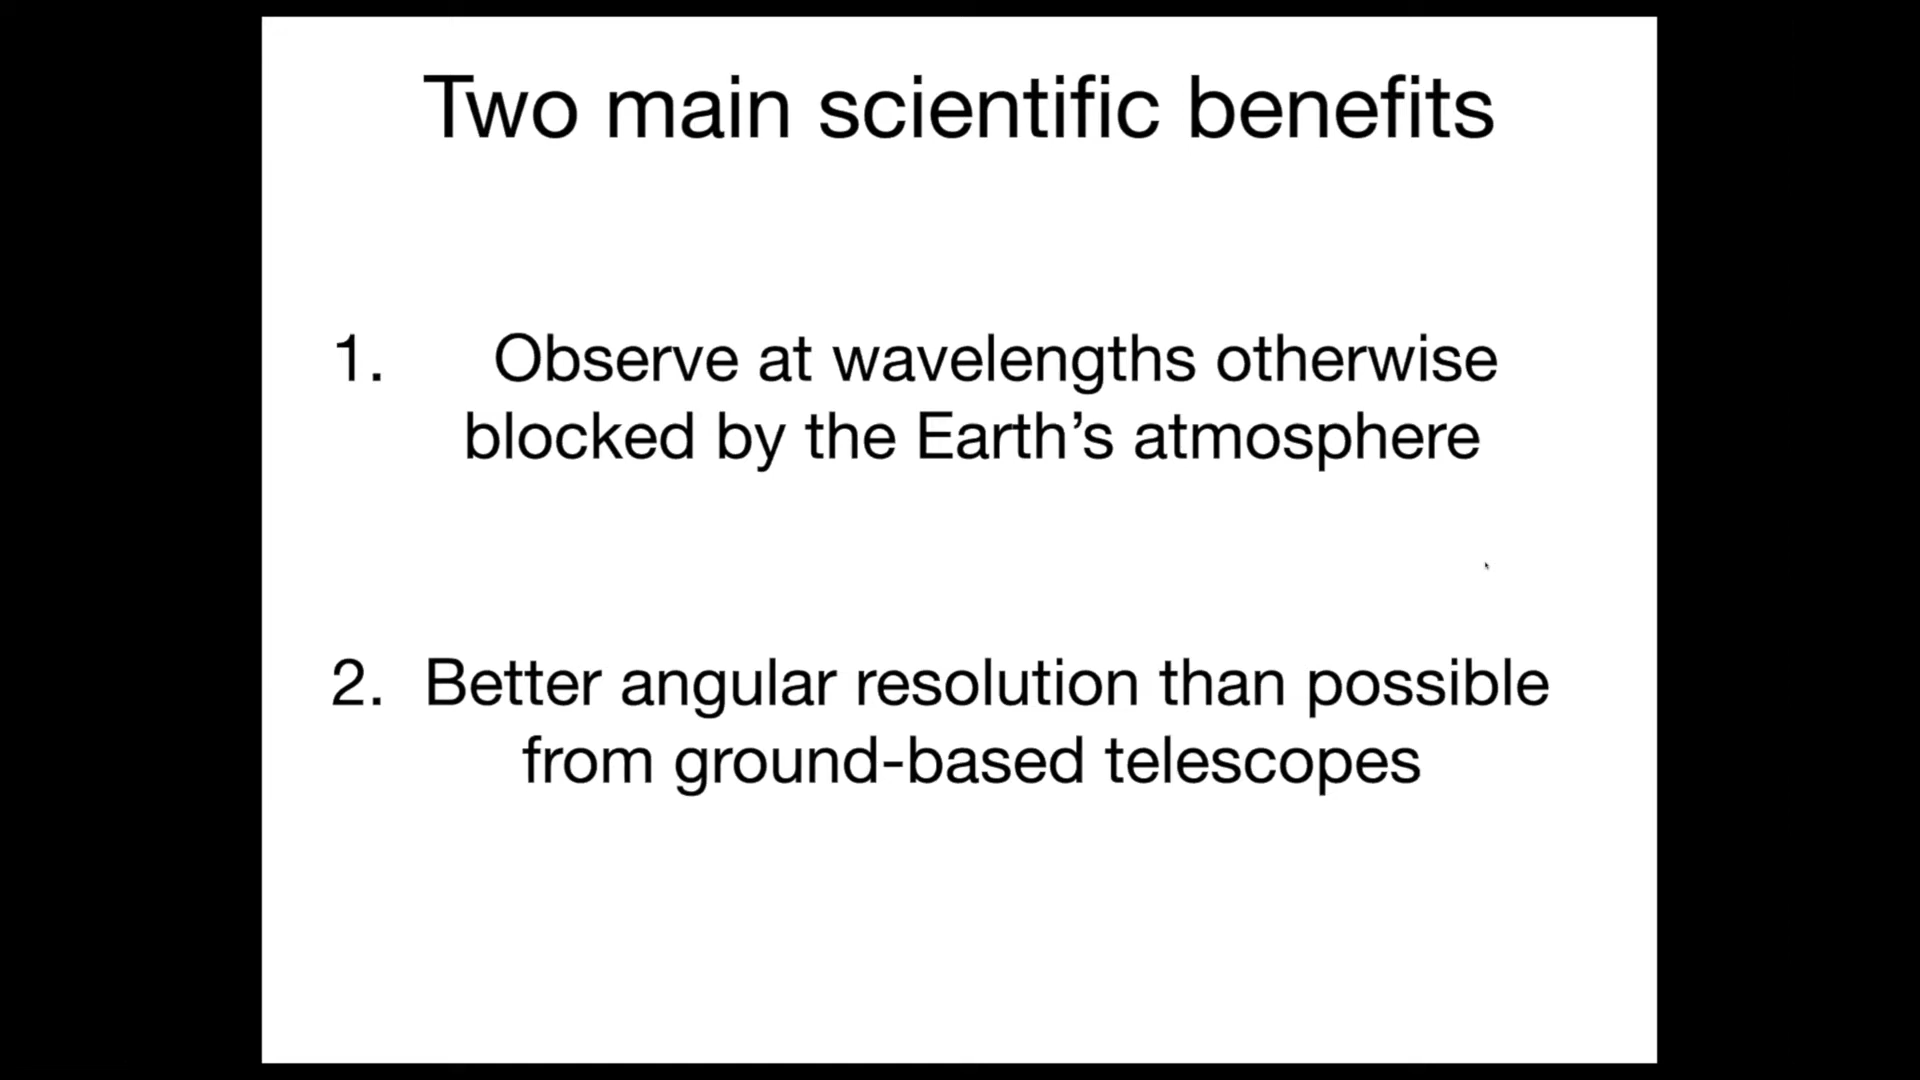 Two main scientific benefits
1. Observe at wavelengths otherwise
blocked by the Earth’s atmosphere
2. Better angular resolution than possible
from ground-based telescopes